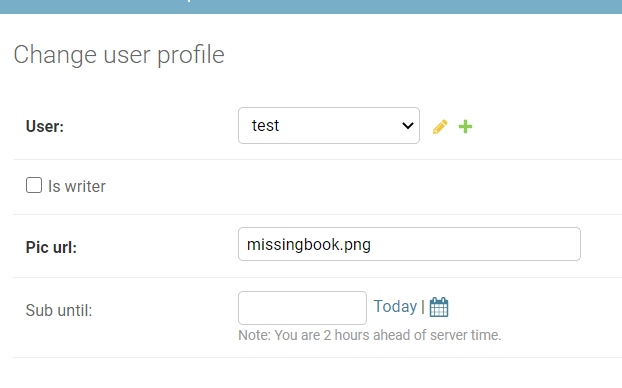 Change user profile
User: test
Is writer
Pic url: missingbook.png
Sub until: Today |
Note: You are 2 hours ahead of server time.